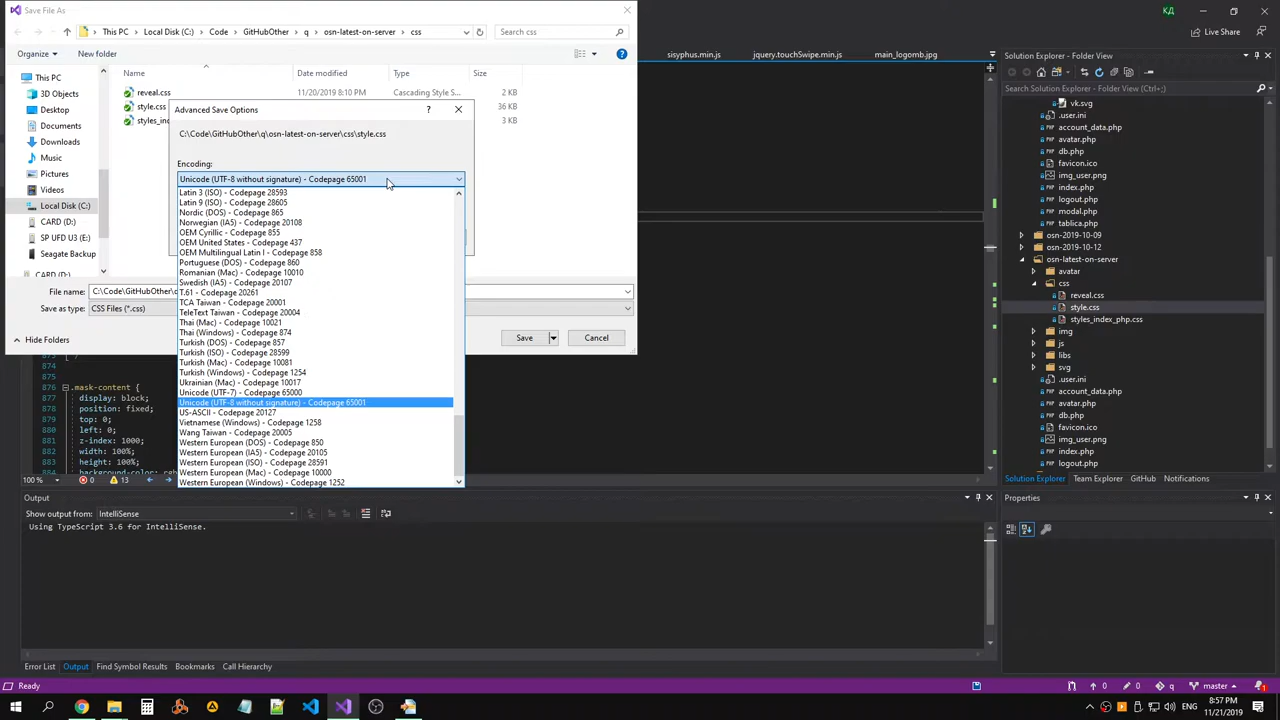 Save File As
КД
This PC
Local Disk (C:)
Code
GitHubOther
q
osn-latest-on-server
css
Search css
Live Share
Organize
New folder
sisyphus.min.js
jquery.touchSwipe.min.js
main_logomb.jpg
Solution Explorer - Folder View
This PC
3D Objects
Desktop
Documents
Downloads
Music
Pictures
Videos
Local Disk (C:)
CARD (D:)
SP UFD U3 (E:)
Seagate Backup
CARD (D:)
Name
Date modified
Type
Size
reveal.css
11/20/2019 8:10 PM
Cascading Style S...
2 KB
style.css
36 KB
styles_in
3 KB
Advanced Save Options
?
C:\Code\GitHubOther\q\osn-latest-on-server\css\style.css
Encoding:
Unicode (UTF-8 without signature) - Codepage 65001
Latin 3 (ISO) - Codepage 28593
Latin 9 (ISO) - Codepage 28605
Nordic (DOS) - Codepage 865
Norwegian (IA5) - Codepage 20108
OEM Cyrillic - Codepage 855
OEM United States - Codepage 437
OEM Multilingual Latin I - Codepage 858
Portuguese (DOS) - Codepage 860
Romanian (Mac) - Codepage 10010
Swedish (IA5) - Codepage 20107
T.61 - Codepage 20261
TCA Taiwan - Codepage 20001
TeleText Taiwan - Codepage 20004
Thai (Mac) - Codepage 10021
Thai (Windows) - Codepage 874
Turkish (DOS) - Codepage 857
Turkish (ISO) - Codepage 28599
Turkish (Mac) - Codepage 10081
Turkish (Windows) - Codepage 1254
Ukrainian (Mac) - Codepage 10017
Unicode (UTF-7) - Codepage 65000
Unicode (UTF-8 without signature) - Codepage 65001
US-ASCII - Codepage 20127
Vietnamese (Windows) - Codepage 1258
Wang Taiwan - Codepage 20005
Western European (DOS) - Codepage 850
Western European (IA5) - Codepage 20105
Western European (ISO) - Codepage 28591
Western European (Mac) - Codepage 10000
Western European (Windows) - Codepage 1252
File name:
C:\Code\GitHubOther\
Save as type:
CSS Files (*.css)
Hide Folders
Save
Cancel
874
875
876
.mask-content {
877
display: block;
878
position: fixed;
879
top: 0;
880
left: 0;
881
z-index: 1000;
882
width: 100%;
883
height: 100%;
884
background-color:
100 %
0
13
Search Solution Explorer - Folder View (Ctrl+;)
vk.svg
.user.ini
account_data.php
avatar.php
db.php
favicon.ico
img_user.png
index.php
logout.php
modal.php
tablica.php
osn-2019-10-09
osn-2019-10-12
osn-latest-on-server
avatar
css
reveal.css
style.css
styles_index_php.css
img
js
libs
svg
.user.ini
account_data.php
avatar.php
db.php
favicon.ico
img_user.png
index.php
logout.php
Solution Explorer
Team Explorer
GitHub
Notifications
Output
Show output from:
IntelliSense
Using TypeScript 3.6 for IntelliSense.
Properties
Error List
Output
Find Symbol Results
Bookmarks
Call Hierarchy
Ready
0
0
q
master
1
ENG
8:57 PM
11/21/2019